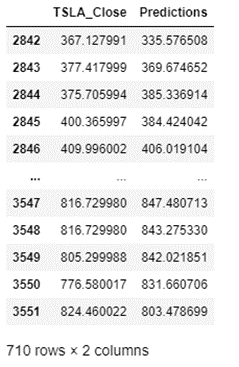 TSLA_Close Predictions
2842 367.127991 335.576508
2843 377.417999 369.674652
2844 375.705994 385.336914
2845 400.365997 384.424042
2846 409.996002 406.019104
... ... ...
3547 816.729980 847.480713
3548 816.729980 843.275330
3549 805.299988 842.021851
3550 776.580017 831.660706
3551 824.460022 803.478699
710 rows × 2 columns